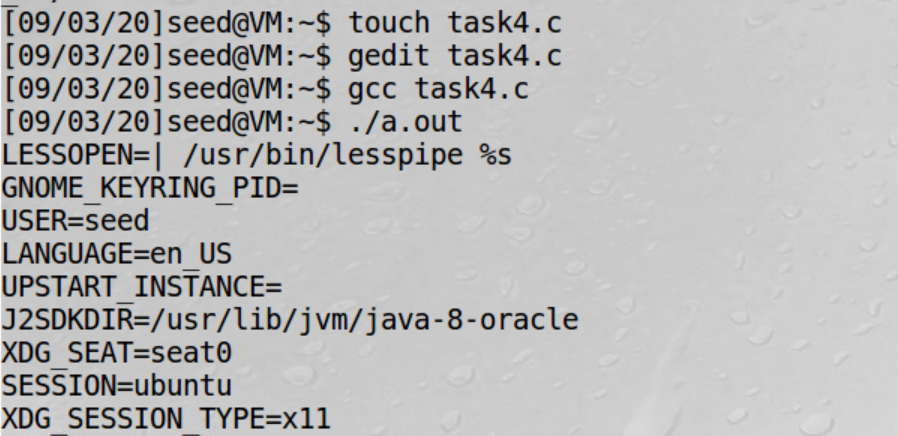 [09/03/20]seed@VM:~$ touch task4.c
[09/03/20]seed@VM:~$ gedit task4.c
[09/03/20]seed@VM:~$ gcc task4.c
[09/03/20]seed@VM:~$ ./a.out
LESSOPEN=| /usr/bin/lesspipe %s
GNOME_KEYRING_PID=
USER=seed
LANGUAGE=en_US
UPSTART_INSTANCE=
J2SDKDIR=/usr/lib/jvm/java-8-oracle
XDG_SEAT=seat0
SESSION=ubuntu
XDG_SESSION_TYPE=x11